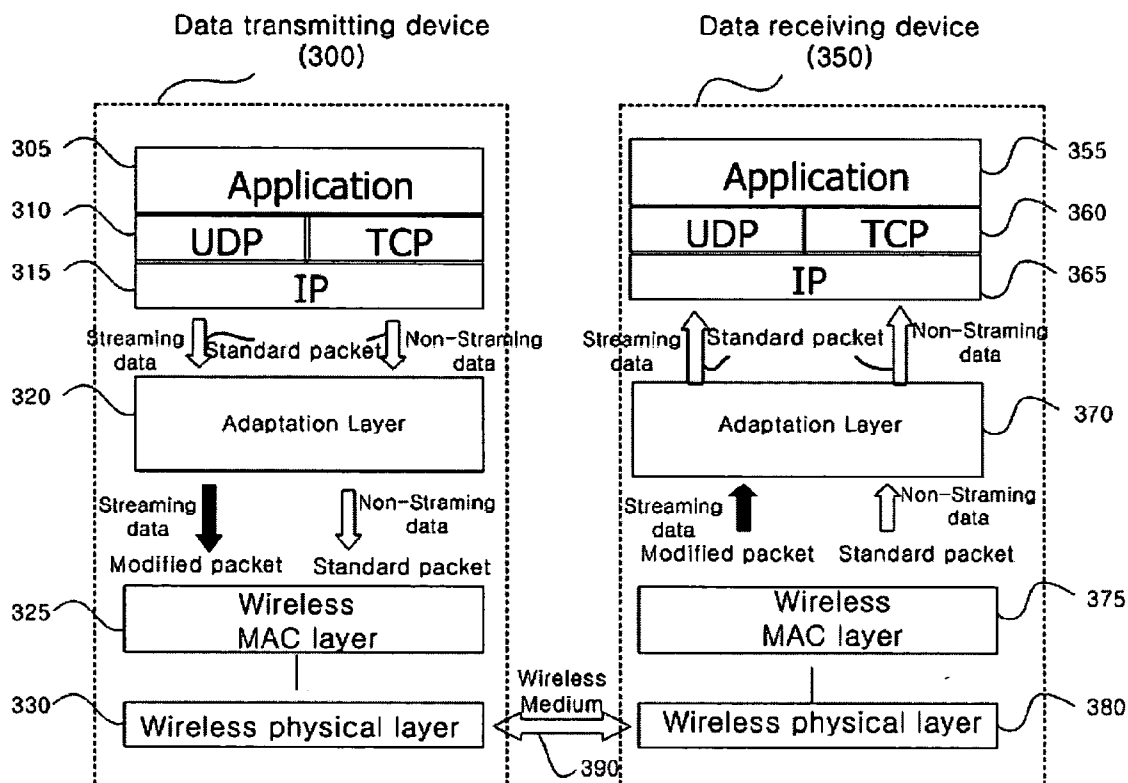 Data transmitting device
(300)
305
Application
310
UDP
TCP
315
IP
Streaming
data
Standard packet
Non-Straming
data
320
Adaptation Layer
Streaming
data
Non-Straming
data
Modified packet
Standard packet
325
Wireless
MAC layer
330
Wireless physical layer
Wireless
Medium
390
Data receiving device
(350)
355
Application
360
UDP
TCP
365
IP
Streaming
data
Standard packet
Non-Straming
data
370
Adaptation Layer
Streaming
data
Non-Straming
data
Modified packet
Standard packet
375
Wireless
MAC layer
380
Wireless physical layer